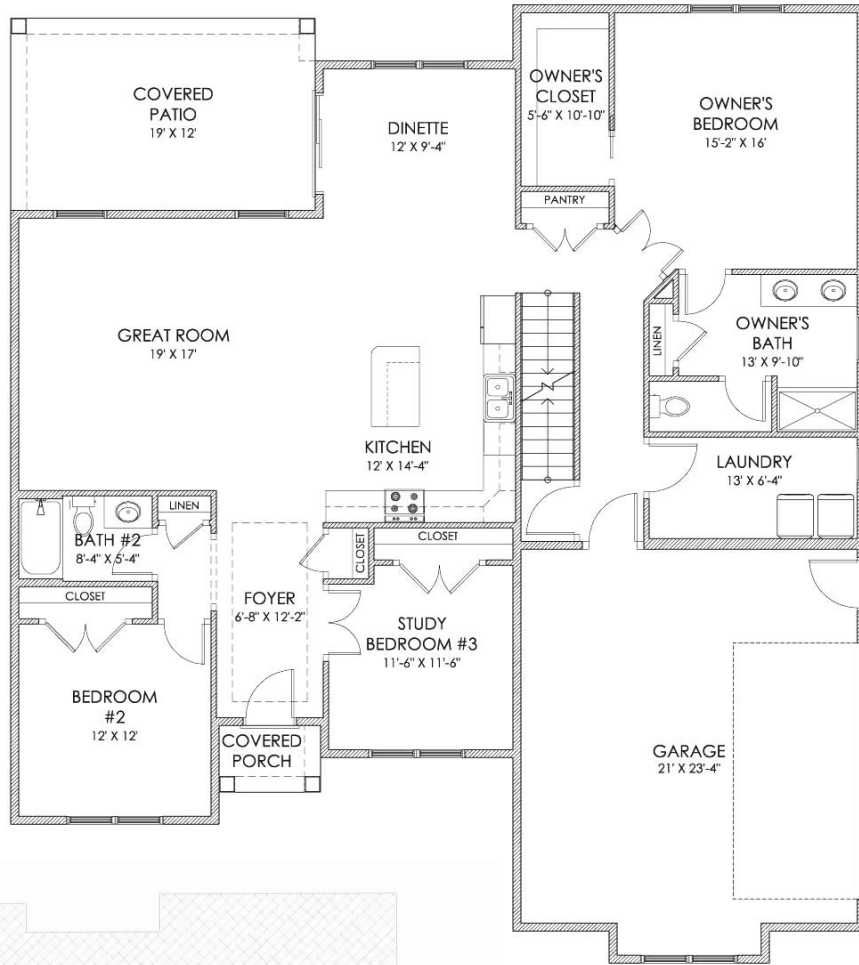 COVERED
PATIO
19' X 12'
DINETTE
12' X 9'-4"
OWNER'S
CLOSET
5'-6" X 10'-10"
OWNER'S
BEDROOM
15'-2" X 16'
PANTRY
GREAT ROOM
19' X 17'
LINEN
OWNER'S
BATH
13' X 9'-10"
KITCHEN
12' X 14'-4"
LAUNDRY
13' X 6'-4"
LINEN
BATH #2
8'-4" X 5'-4"
CLOSET
CLOSET
CLOSET
FOYER
6'-8" X 12'-2"
STUDY
BEDROOM #3
11'-6" X 11'-6"
BEDROOM
#2
12' X 12'
COVERED
PORCH
GARAGE
21' X 23'-4"